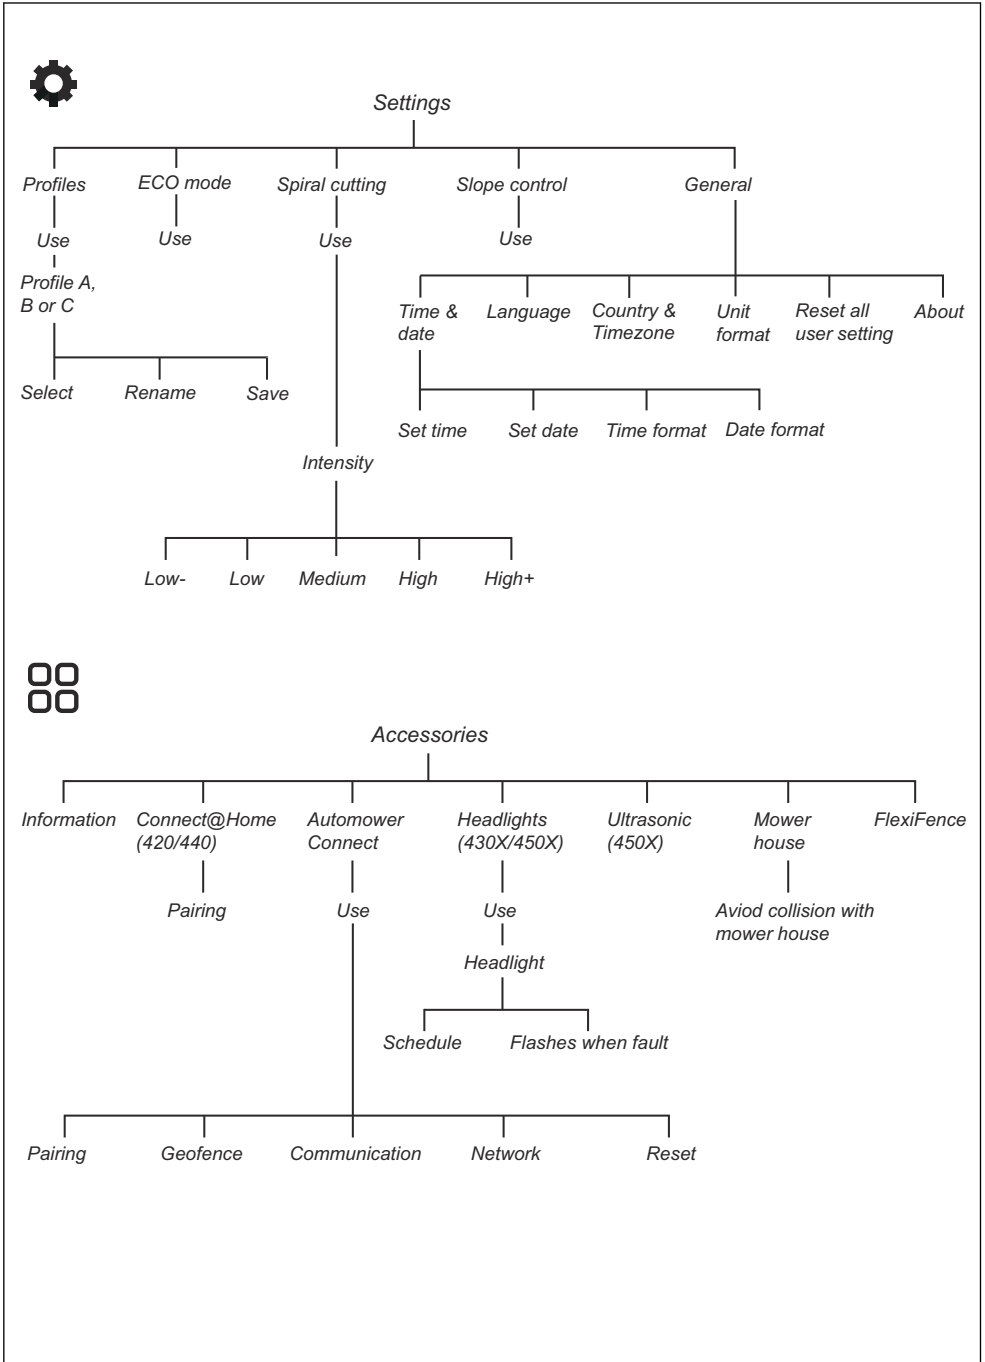 Settings
Profiles
ECO mode
Spiral cutting
Slope control
General
Use
Use
Use
Use
Profile A,
B or C
Time &
date
Language
Country &
Timezone
Unit
format
Reset all
user setting
About
Select
Rename
Save
Set time
Set date
Time format
Date format
Intensity
Low-
Low
Medium
High
High+
Accessories
Information
Connect@Home
(420/440)
Automower
Connect
Headlights
(430X/450X)
Ultrasonic
(450X)
Mower
house
FlexiFence
Pairing
Use
Use
Aviod collision with
mower house
Headlight
Schedule
Flashes when fault
Pairing
Geofence
Communication
Network
Reset